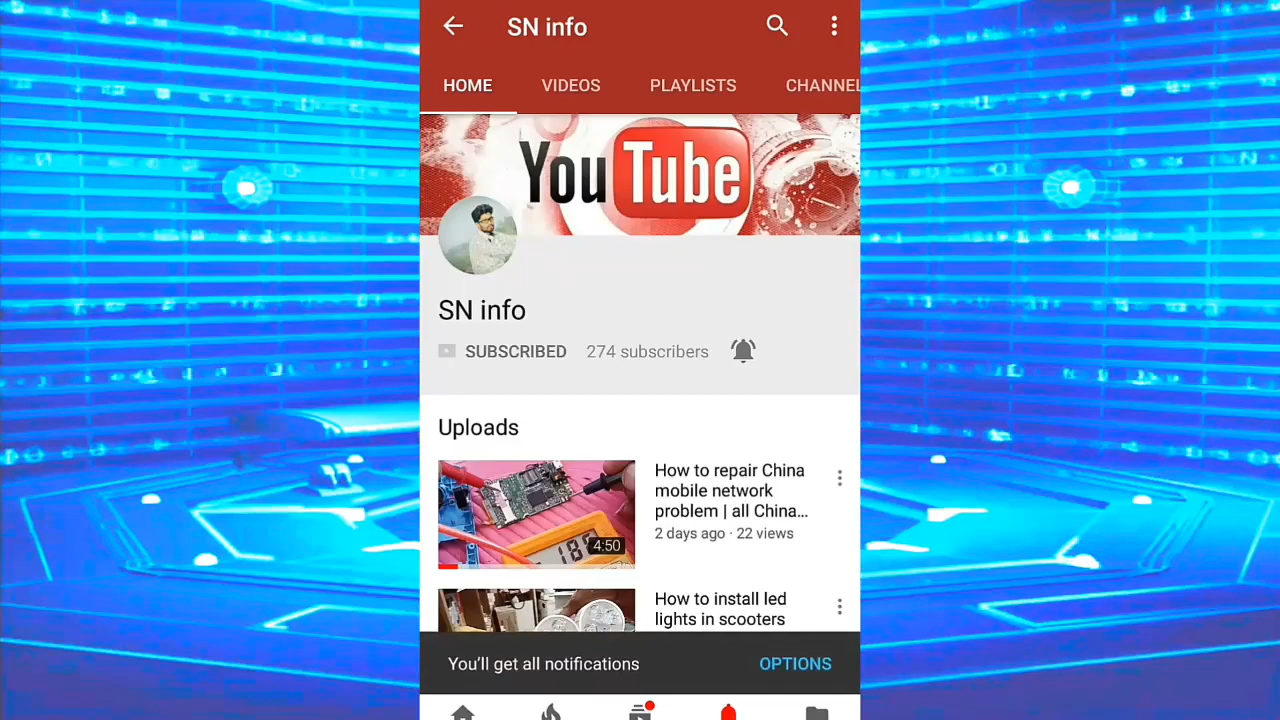 SN info
HOME VIDEOS PLAYLISTS CHANNEL
YouTube
SN info
SUBSCRIBED 274 subscribers
Uploads
How to repair China
mobile network
problem | all China...
2 days ago · 22 views
4:50
How to install led
lights in scooters
You'll get all notifications OPTIONS